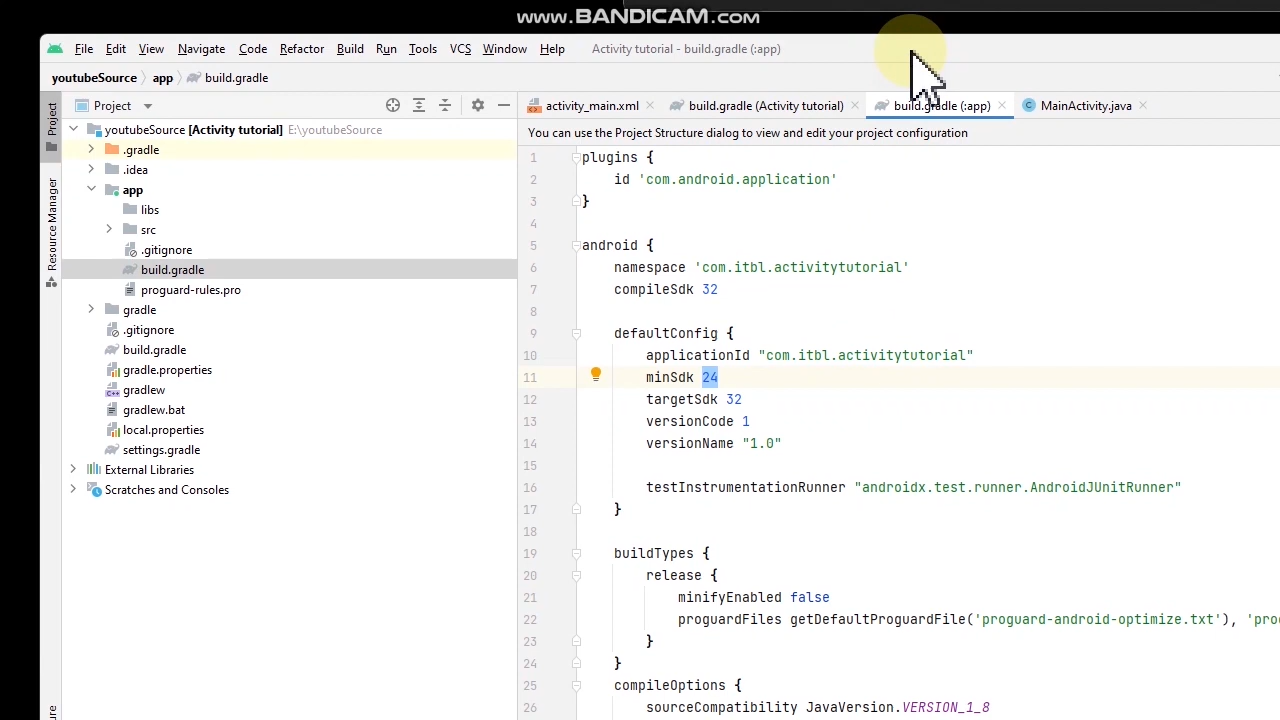 www.BANDICAM.com
File Edit View Navigate Code Refactor Build Run Tools VCS Window Help Activity tutorial - build.gradle (:app)
youtubeSource app build.gradle
Project
Resource Manager
Project
youtubeSource [Activity tutorial] E:\youtubeSource
.gradle
.idea
app
libs
src
.gitignore
build.gradle
proguard-rules.pro
gradle
.gitignore
build.gradle
gradle.properties
gradlew
gradlew.bat
local.properties
settings.gradle
External Libraries
Scratches and Consoles
activity_main.xml build.gradle (Activity tutorial) build.gradle (:app) MainActivity.java
You can use the Project Structure dialog to view and edit your project configuration
1 plugins {
2 id 'com.android.application'
3 }
4
5 android {
6 namespace 'com.itbl.activitytutorial'
7 compileSdk 32
8
9 defaultConfig {
10 applicationId "com.itbl.activitytutorial"
11 minSdk 24
12 targetSdk 32
13 versionCode 1
14 versionName "1.0"
15
16 testInstrumentationRunner "androidx.test.runner.AndroidJUnitRunner"
17 }
18
19 buildTypes {
20 release {
21 minifyEnabled false
22 proguardFiles getDefaultProguardFile('proguard-android-optimize.txt'), 'pro
23 }
24 }
25 compileOptions {
26 sourceCompatibility JavaVersion.VERSION_1_8